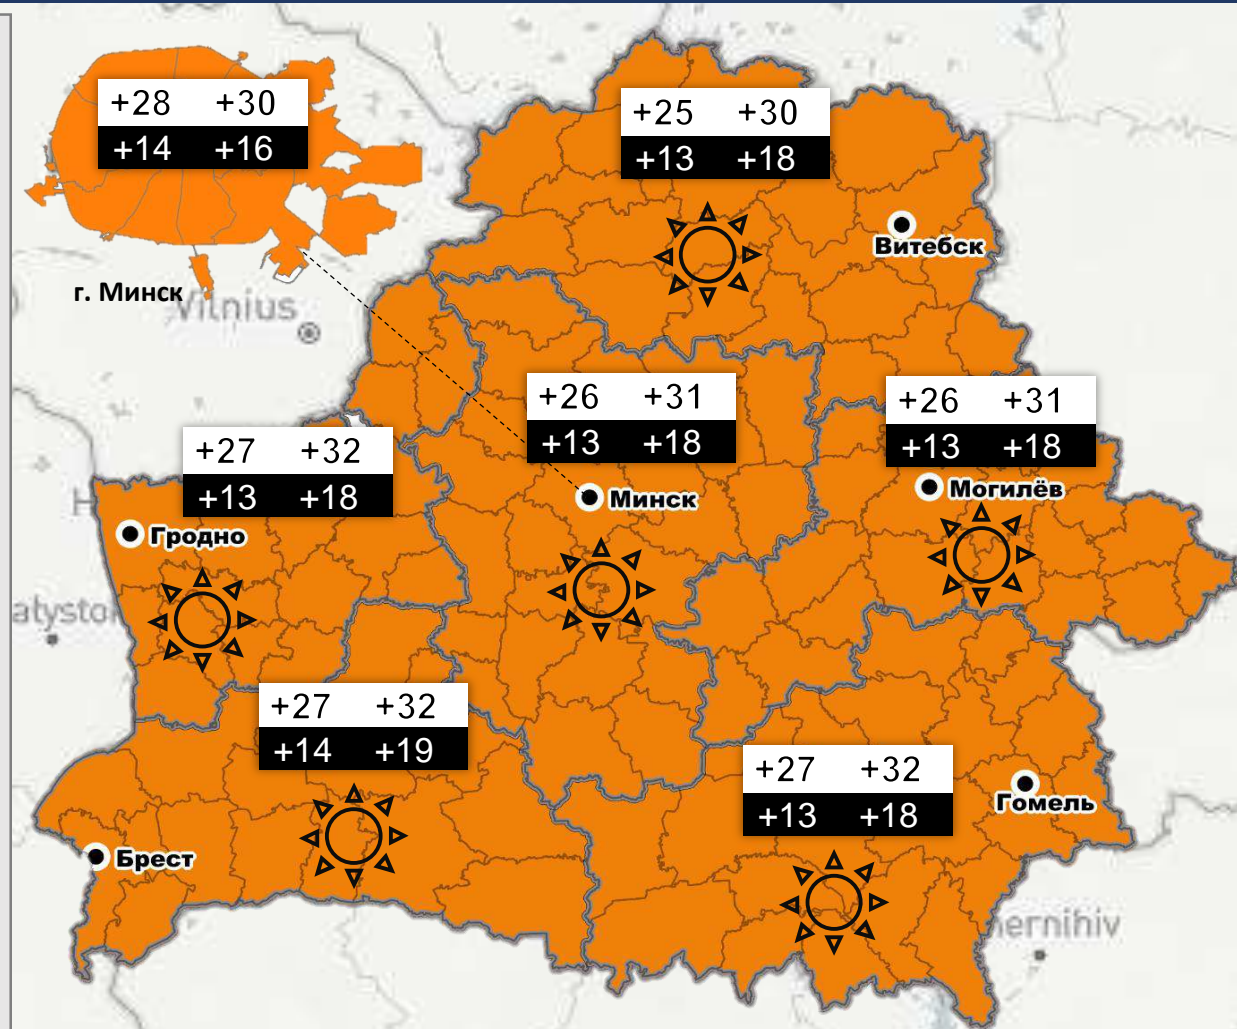 +28 +30
+14 +16
г. Минск
Vilnius
+25 +30
+13 +18
Витебск
+26 +31
+13 +18
Минск
+26 +31
+13 +18
Могилёв
+27 +32
+13 +18
Гродно
+27 +32
+14 +19
Брест
+27 +32
+13 +18
Гомель
ernihiv